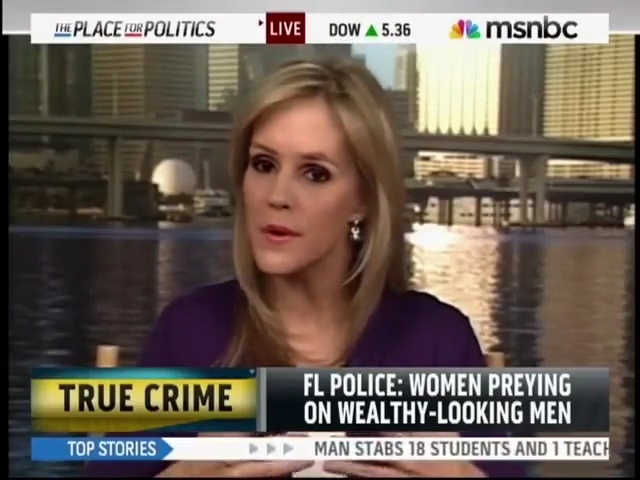 THE PLACE FOR POLITICS
LIVE
DOW 5.36
msnbc
TRUE CRIME
FL POLICE: WOMEN PREYING
ON WEALTHY-LOOKING MEN
TOP STORIES
MAN STABS 18 STUDENTS AND 1 TEACH